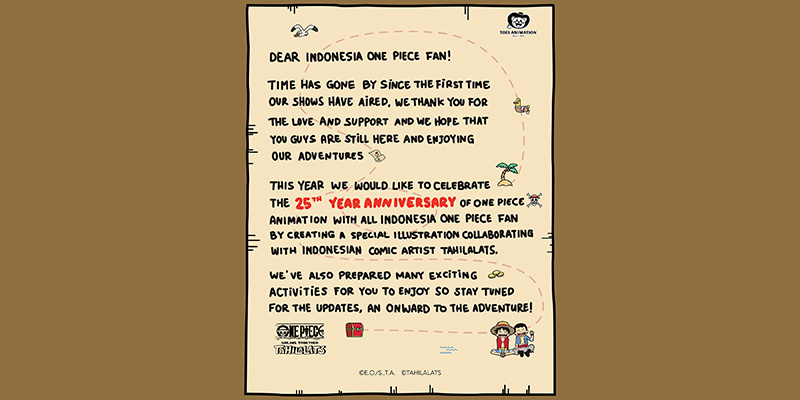 TOEI ANIMATION
DEAR INDONESIA ONE PIECE FAN!
TIME HAS GONE BY SINCE THE FIRST TIME
OUR SHOWS HAVE AIRED, WE THANK YOU FOR
THE LOVE AND SUPPORT AND WE HOPE THAT
YOU GUYS ARE STILL HERE AND ENJOYING
OUR ADVENTURES
THIS YEAR WE WOULD LIKE TO CELEBRATE
THE 25TH YEAR ANNIVERSARY OF ONE PIECE
ANIMATION WITH ALL INDONESIA ONE PIECE FAN
BY CREATING A SPECIAL ILLUSTRATION COLLABORATING
WITH INDONESIAN COMIC ARTIST TAHILALATS.
WE'VE ALSO PREPARED MANY EXCITING
ACTIVITIES FOR YOU TO ENJOY SO STAY TUNED
FOR THE UPDATES, AN ONWARD TO THE ADVENTURE!
ONE PIECE
SAILING TOGETHER
TAHILALATS
©E.O./S.,T.A. ©TAHILALATS